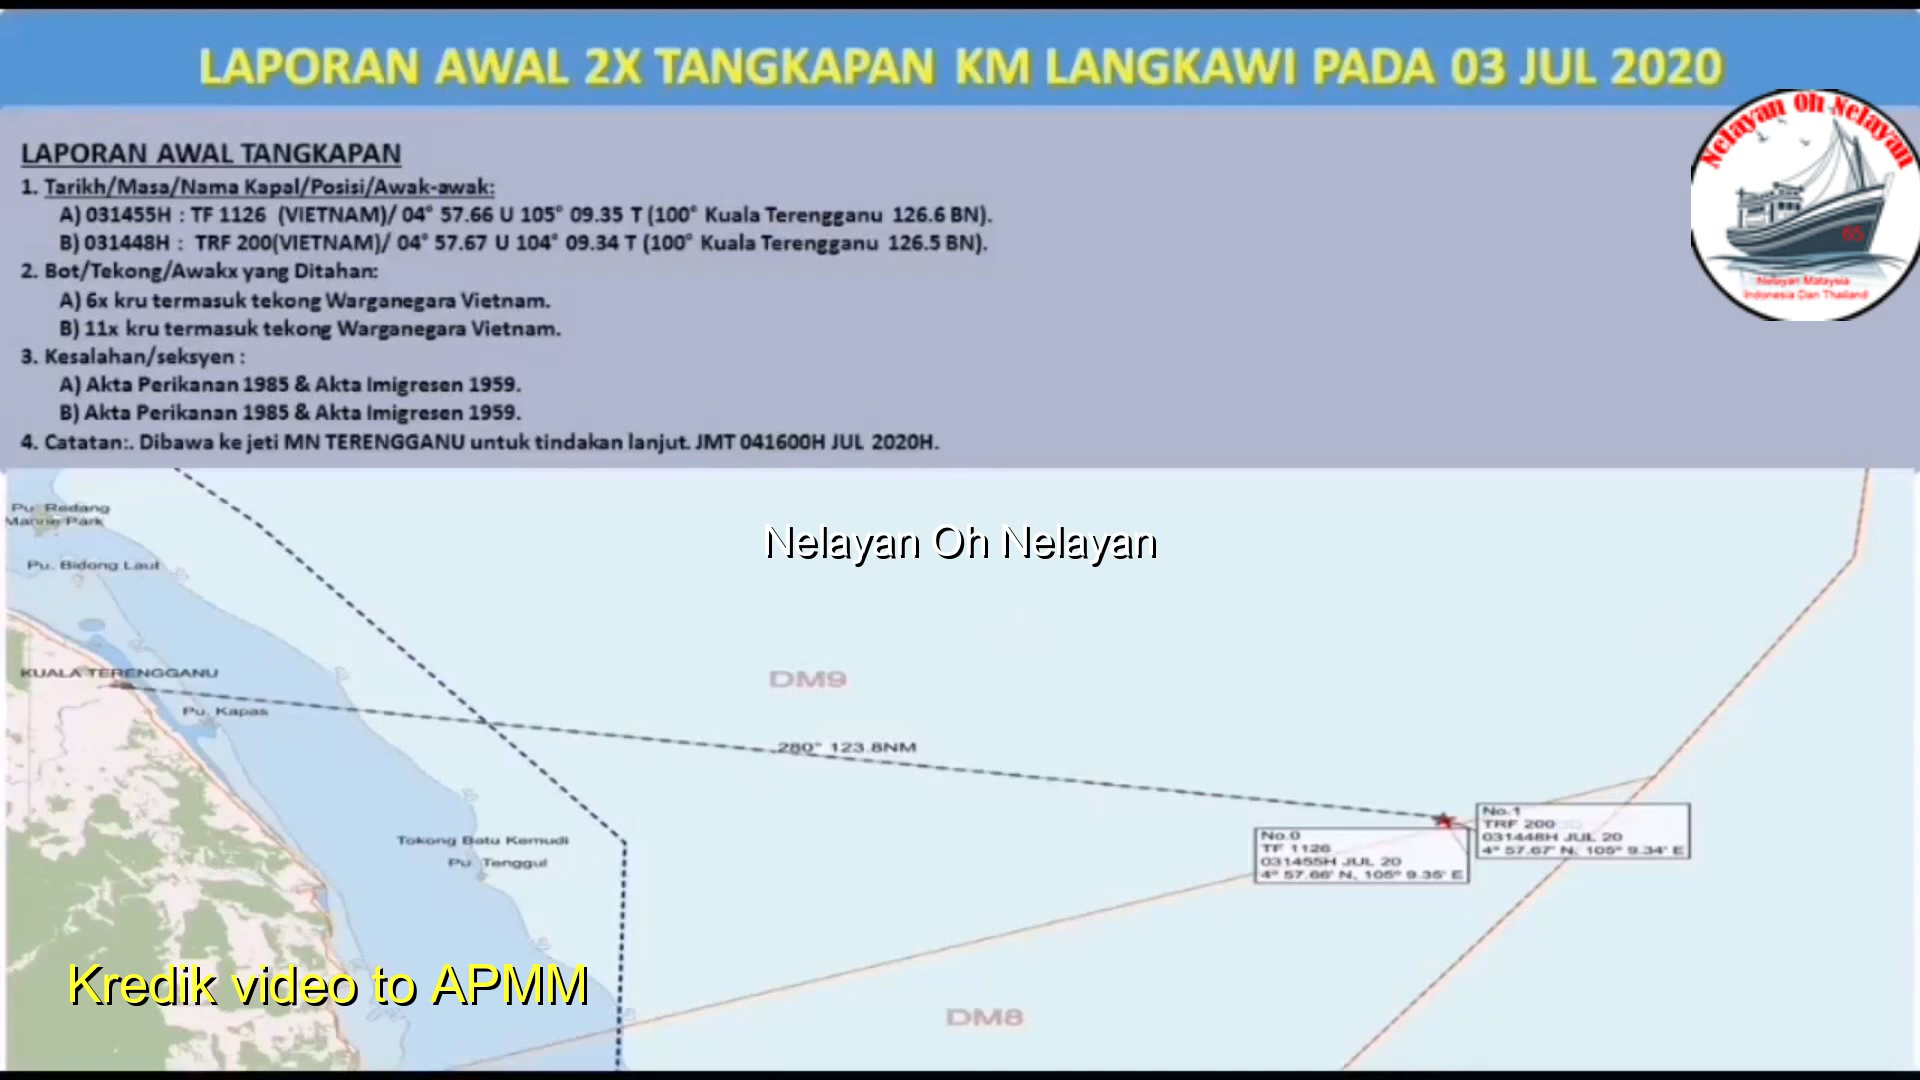 LAPORAN AWAL 2X TANGKAPAN KM LANGKAWI PADA 03 JUL 2020
Nelayan Oh Nelayan
65
Nelayan Malaysia
Indonesia Dan Thailand
LAPORAN AWAL TANGKAPAN
1. Tarikh/Masa/Nama Kapal/Posisi/Awak-awak:
A) 031455H : TF 1126 (VIETNAM)/ 04° 57.66 U 105° 09.35 T (100° Kuala Terengganu 126.6 BN).
B) 031448H : TRF 200(VIETNAM)/ 04° 57.67 U 104° 09.34 T (100° Kuala Terengganu 126.5 BN).
2. Bot/Tekong/Awakx yang Ditahan:
A) 6x kru termasuk tekong Warganegara Vietnam.
B) 11x kru termasuk tekong Warganegara Vietnam.
3. Kesalahan/seksyen :
A) Akta Perikanan 1985 & Akta Imigresen 1959.
B) Akta Perikanan 1985 & Akta Imigresen 1959.
4. Catatan:. Dibawa ke jeti MN TERENGGANU untuk tindakan lanjut. JMT 041600H JUL 2020H.
Pu. Redang
Marine Park
Nelayan Oh Nelayan
Pu. Bidong Laut
KUALA TERENGGANU
DM9
Pu. Kapas
280° 123.8NM
No.1
TRF 200
031448H JUL 20
4° 57.67' N, 105° 9.34' E
No.0
TF 1126
031455H JUL 20
4° 57.66' N, 105° 9.35' E
Tokong Batu Kemudi
Pu. Tenggul
Kredik video to APMM
DM8